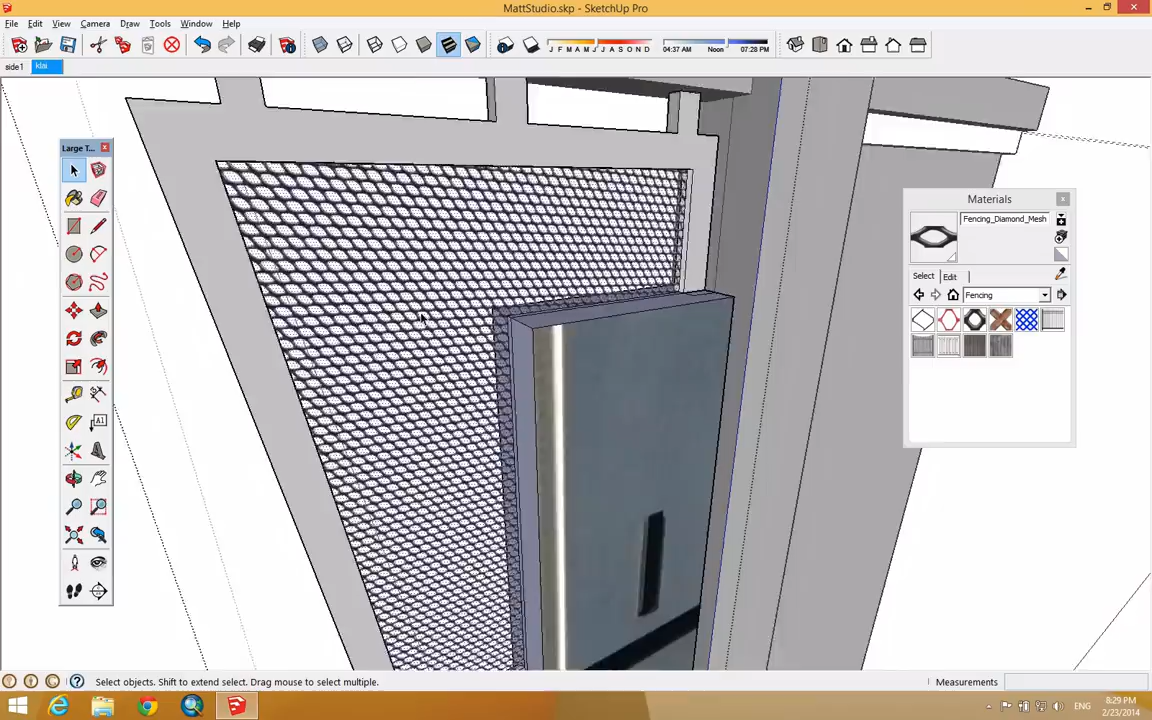 MattStudio.skp - SketchUp Pro
File Edit View Camera Draw Tools Window Help
J F M A M J J A S O N D
04:37 AM Noon 07:28 PM
side1 klai
Large T...
A1
Materials
Fencing_Diamond_Mesh
Select Edit
Fencing
Select objects. Shift to extend select. Drag mouse to select multiple.
Measurements
ENG
8:29 PM
2/23/2014